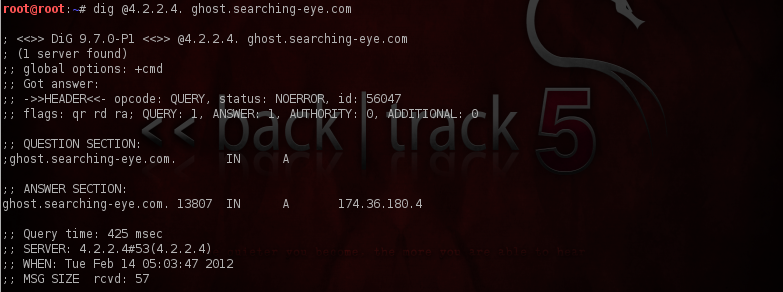 root@root:~# dig @4.2.2.4. ghost.searching-eye.com
; <<>> DiG 9.7.0-P1 <<>> @4.2.2.4. ghost.searching-eye.com
; (1 server found)
;; global options: +cmd
;; Got answer:
;; ->>HEADER<<- opcode: QUERY, status: NOERROR, id: 56047
;; flags: qr rd ra; QUERY: 1, ANSWER: 1, AUTHORITY: 0, ADDITIONAL: 0
<< back | track 5
;; QUESTION SECTION:
;ghost.searching-eye.com. IN A
;; ANSWER SECTION:
ghost.searching-eye.com. 13807 IN A 174.36.180.4
;; Query time: 425 msec
;; SERVER: 4.2.2.4#53(4.2.2.4)
;; WHEN: Tue Feb 14 05:03:47 2012
;; MSG SIZE rcvd: 57